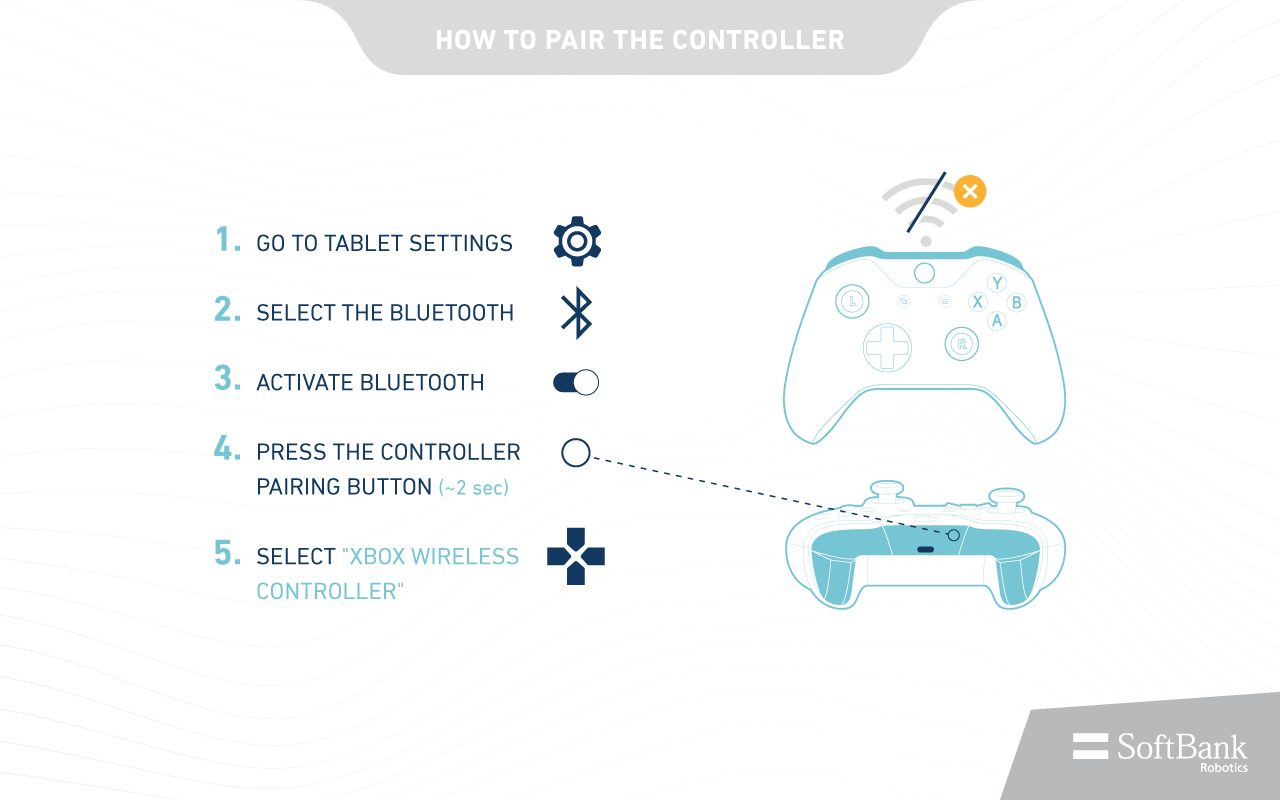 HOW TO PAIR THE CONTROLLER
1. GO TO TABLET SETTINGS
2. SELECT THE BLUETOOTH
3. ACTIVATE BLUETOOTH
4. PRESS THE CONTROLLER
PAIRING BUTTON (~2 sec)
5. SELECT "XBOX WIRELESS
CONTROLLER"
Y
L
X
B
A
R
SoftBank
Robotics